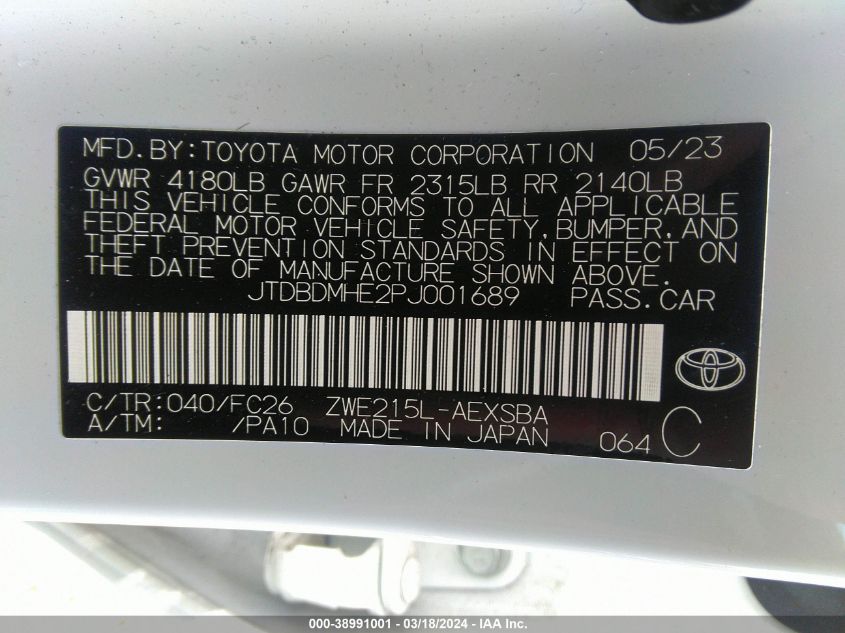 MFD.BY:TOYOTA MOTOR CORPORATION 05/23
GVWR 4180LB GAWR FR 2315LB RR 2140LB
THIS VEHICLE CONFORMS TO ALL APPLICABLE
FEDERAL MOTOR VEHICLE SAFETY,BUMPER,AND
THEFT PREVENTION STANDARDS IN EFFECT ON
THE DATE OF MANUFACTURE SHOWN ABOVE.
JTDBDMHE2PJ001689 PASS.CAR
C/TR:040/FC26 ZWE215L-AEXSBA
A/TM: /PA10 MADE IN JAPAN 064 C
000-38991001 - 03/18/2024 - IAA Inc.